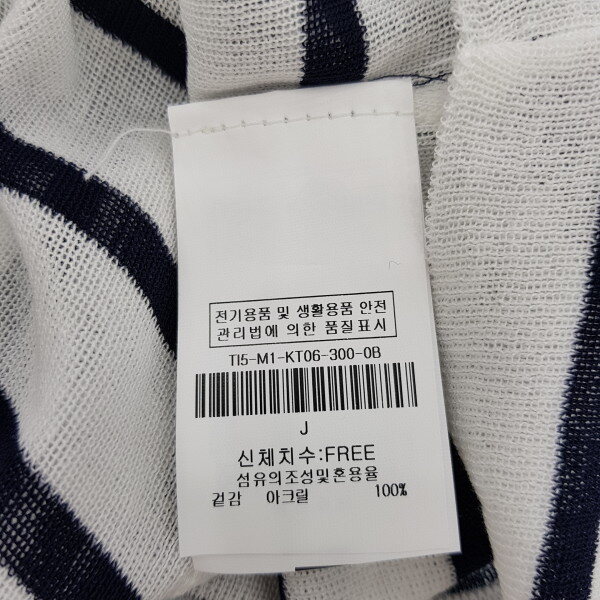 전기용품 및 생활용품 안전
관리법에 의한 품질표시
TI5-M1-KT06-300-0B
J
신체치수:FREE
섬유의조성및혼용율
겉감 아크릴 100%